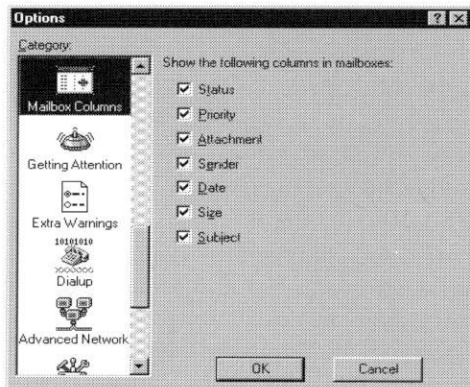 Options
Category:
Mailbox Columns
Getting Attention
Extra Warnings
10101010
Dialup
Advanced Network
Show the following columns in mailboxes:
Status
Priority
Attachment
Sender
Date
Size
Subject
OK
Cancel